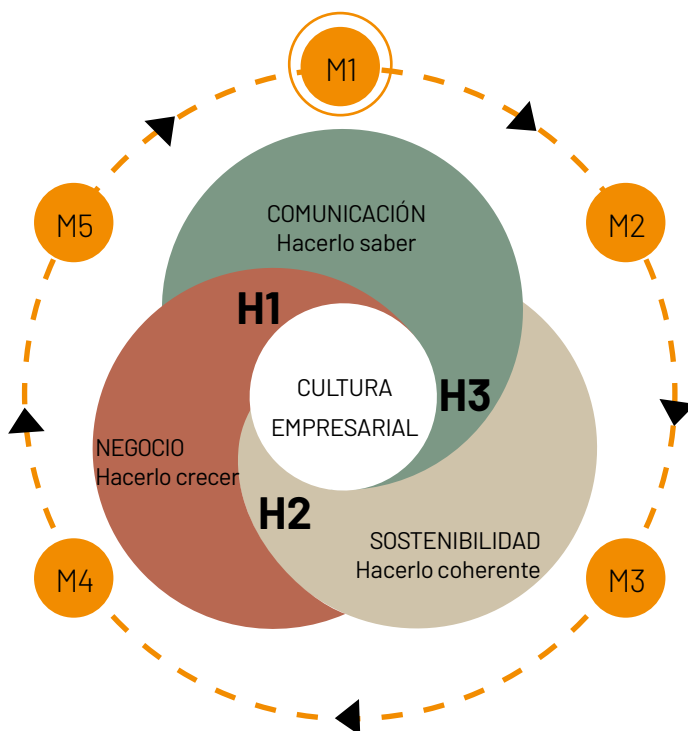 M1
M5
M2
COMUNICACIÓN
Hacerlo saber
H1
CULTURA
EMPRESARIAL
H3
NEGOCIO
Hacerlo crecer
H2
SOSTENIBILIDAD
Hacerlo coherente
M4
M3